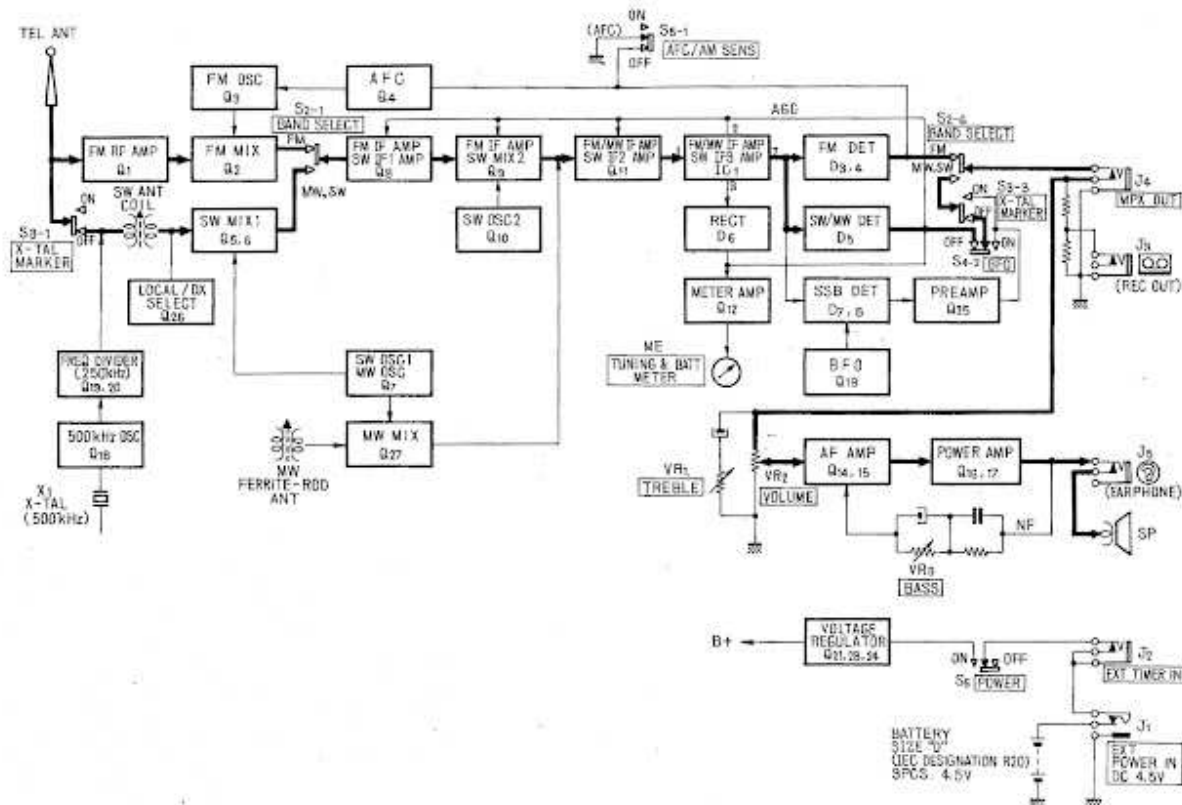 TEL ANT
FM OSC
Q3
AFC
Q4
(AFC)
ON
OFF
S5-1
AFC/AM SENS
S2-1
BAND SELECT
FM
MW, SW
AGC
FM RF AMP
Q1
FM MIX
Q2
FM IF AMP
SW IF1 AMP
Q8
FM IF AMP
SW MIX2
Q9
FM/MW IF AMP
SW IF2 AMP
Q11
FM/MW IF AMP
SW IF3 AMP
IC1
FM DET
D3, 4
BAND SELECT
FM
MW, SW
J4
MPX OUT
SW ANT
COIL
ON
OFF
S3-1
X-TAL
MARKER
SW MIX1
Q5, 6
SW OSC2
Q10
RECT
D6
SW/MW DET
D5
ON
OFF
S3-3
X-TAL
MARKER
OFF
ON
S4-2
BFO
J3
(REC OUT)
LOCAL/DX
SELECT
Q26
METER AMP
Q12
SSB DET
D7, 8
PREAMP
Q25
FREQ DIVIDER
(250kHz)
Q19, 20
SW OSC1
MW OSC
Q7
ME
TUNING & BATT
METER
BFO
500kHz OSC
Q18
X1
X-TAL
(500kHz)
MW
FERRITE-ROD
ANT
MW MIX
Q27
VR1
TREBLE
VR2
VOLUME
AF AMP
Q14, 15
POWER AMP
Q16, 17
J5
(EARPHONE)
SP
NF
VR3
BASS
B+
VOLTAGE
REGULATOR
ON
OFF
POWER
J2
EXT TIMER IN
J1
EXT
POWER IN
DC 4.5V
BATTERY
SIZE "D"
(IEC DESIGNATION R20)
3PCS. 4.5V